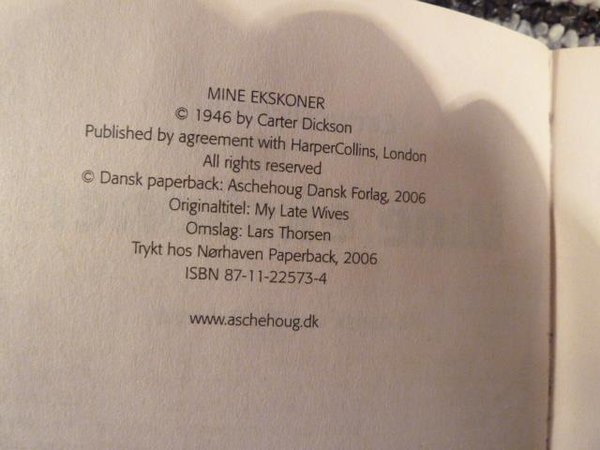 MINE EKSKONER
© 1946 by Carter Dickson
Published by agreement with HarperCollins, London
All rights reserved
© Dansk paperback: Aschehoug Dansk Forlag, 2006
Originaltitel: My Late Wives
Omslag: Lars Thorsen
Trykt hos Nørhaven Paperback, 2006
ISBN 87-11-22573-4
www.aschehoug.dk